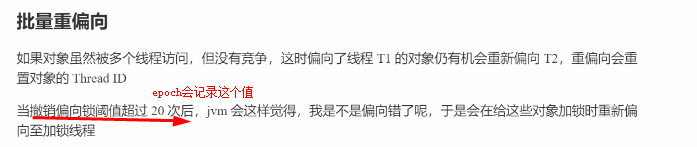 批量重偏向
如果对象虽然被多个线程访问，但没有竞争，这时偏向了线程 T1 的对象仍有机会重新偏向 T2，重偏向会重
置对象的 Thread ID
epoch会记录这个值
当撤销偏向锁阈值超过 20 次后，jvm 会这样觉得，我是不是偏向错了呢，于是会在给这些对象加锁时重新偏
向至加锁线程